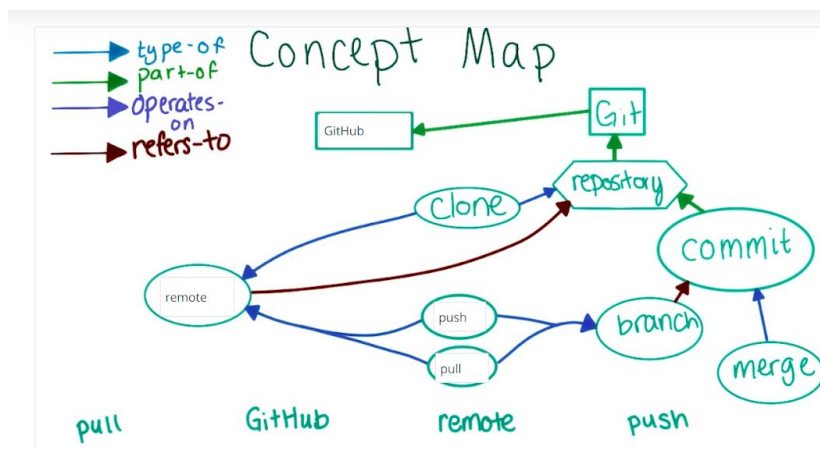 type-of
Concept Map
part-of
operates-
on
refers-to
GitHub
Git
repository
Clone
commit
remote
push
branch
pull
merge
pull
GitHub
remote
push